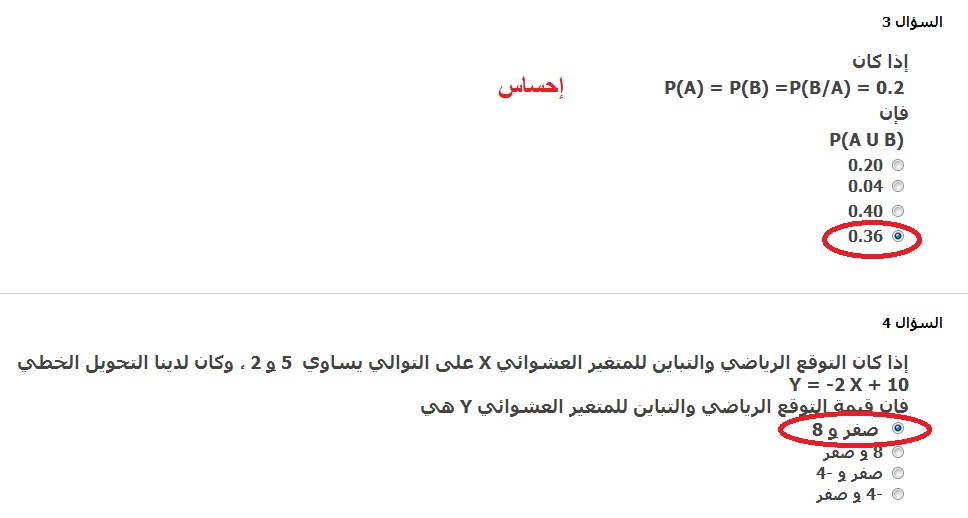 السؤال 3
إذا كان
P(A) = P(B) =P(B/A) = 0.2
إحساس
فإن
P(A U B)
0.20
0.04
0.40
0.36
السؤال 4
إذا كان التوقع الرياضي والتباين للمتغير العشوائي X على التوالي يساوي 5 و 2 ، وكان لدينا التحويل الخطي
Y = -2 X + 10
فإن قيمة التوقع الرياضي والتباين للمتغير العشوائي Y هي
صفر و 8
8 و صفر
صفر و -4
-4 و صفر